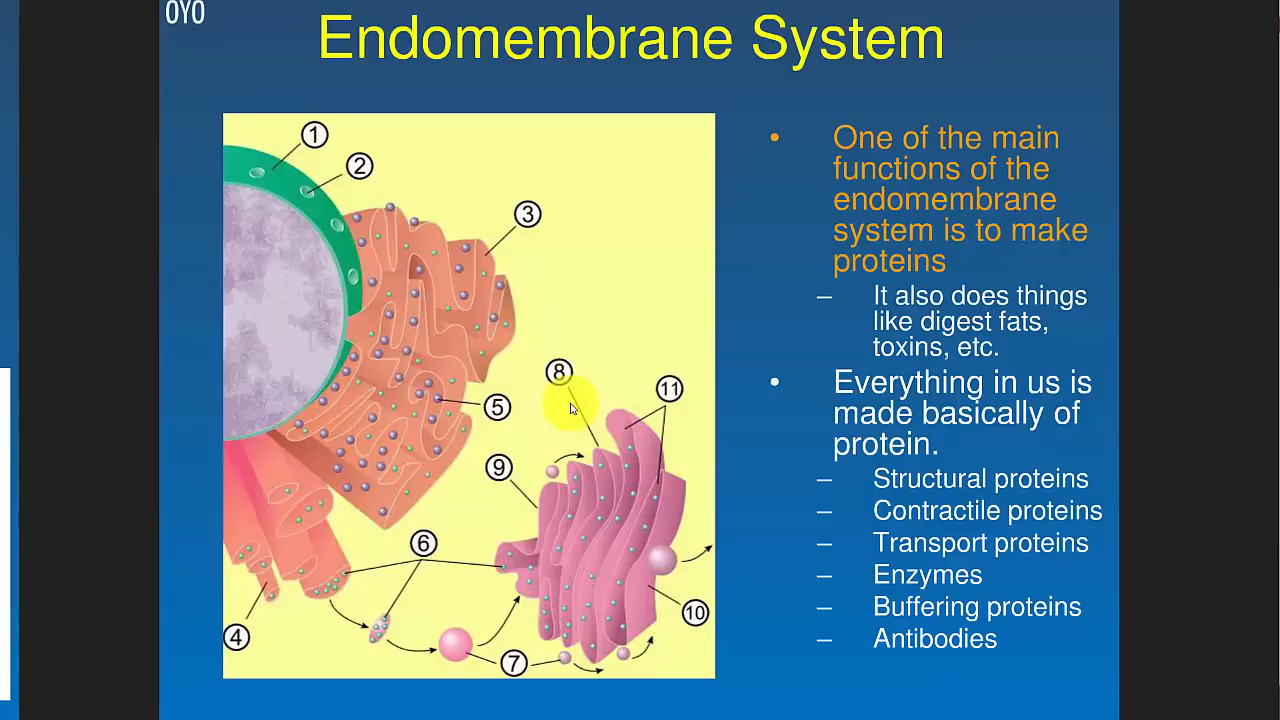 OYO
Endomembrane System
1
2
3
4
5
6
7
8
9
10
11
• One of the main
functions of the
endomembrane
system is to make
proteins
– It also does things
like digest fats,
toxins, etc.
• Everything in us is
made basically of
protein.
– Structural proteins
– Contractile proteins
– Transport proteins
– Enzymes
– Buffering proteins
– Antibodies